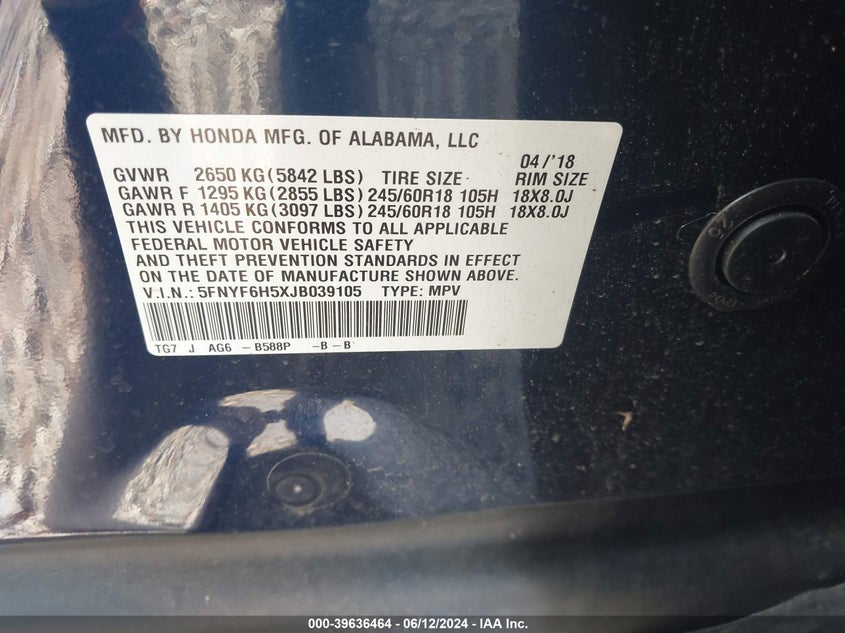 MFD. BY HONDA MFG. OF ALABAMA, LLC
04/'18
GVWR 2650 KG(5842 LBS) TIRE SIZE RIM SIZE
GAWR F 1295 KG(2855 LBS) 245/60R18 105H 18X8.0J
GAWR R 1405 KG(3097 LBS) 245/60R18 105H 18X8.0J
THIS VEHICLE CONFORMS TO ALL APPLICABLE
FEDERAL MOTOR VEHICLE SAFETY
AND THEFT PREVENTION STANDARDS IN EFFECT
ON THE DATE OF MANUFACTURE SHOWN ABOVE.
V.I.N.: 5FNYF6H5XJB039105 TYPE: MPV
TG7 J AG6 -B588P -B-B
000-39636464 - 06/12/2024 - IAA Inc.